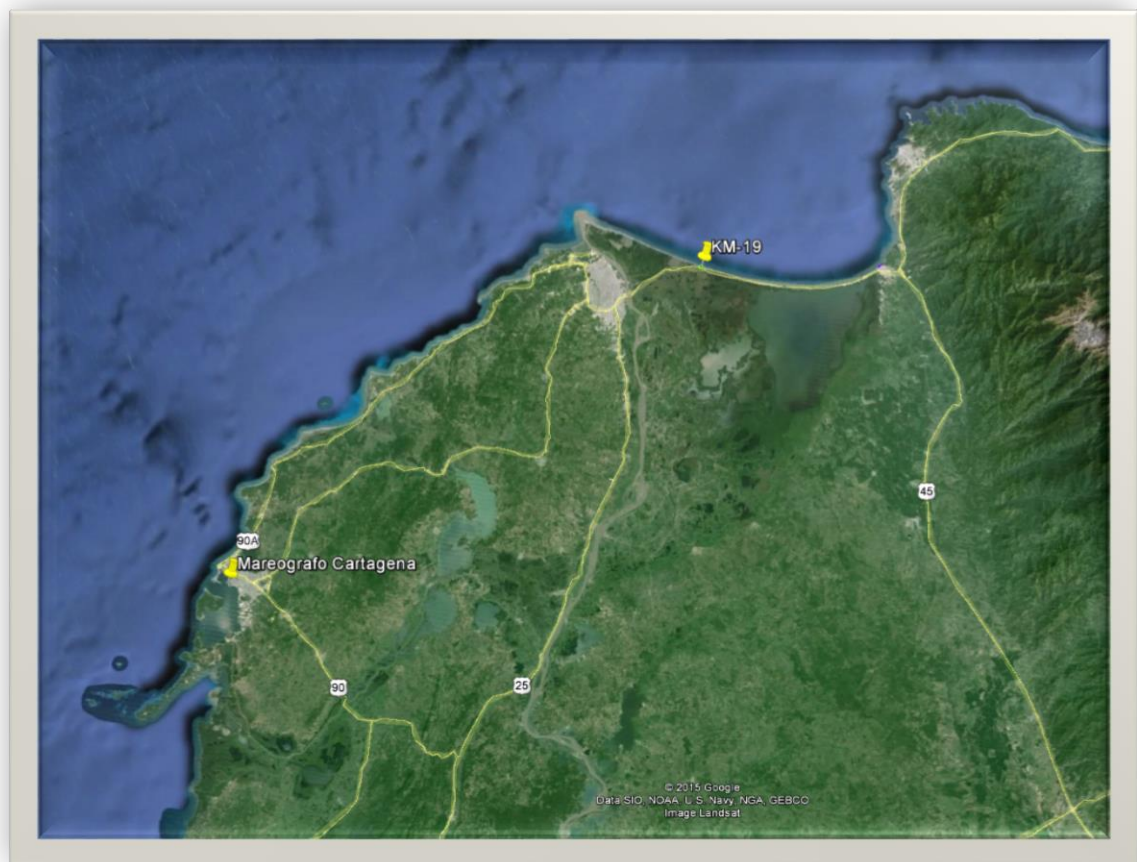 KM-19
45
90A
Mareografo Cartagena
90
25
© 2015 Google
Data SIO, NOAA, U.S. Navy, NGA, GEBCO
Image Landsat